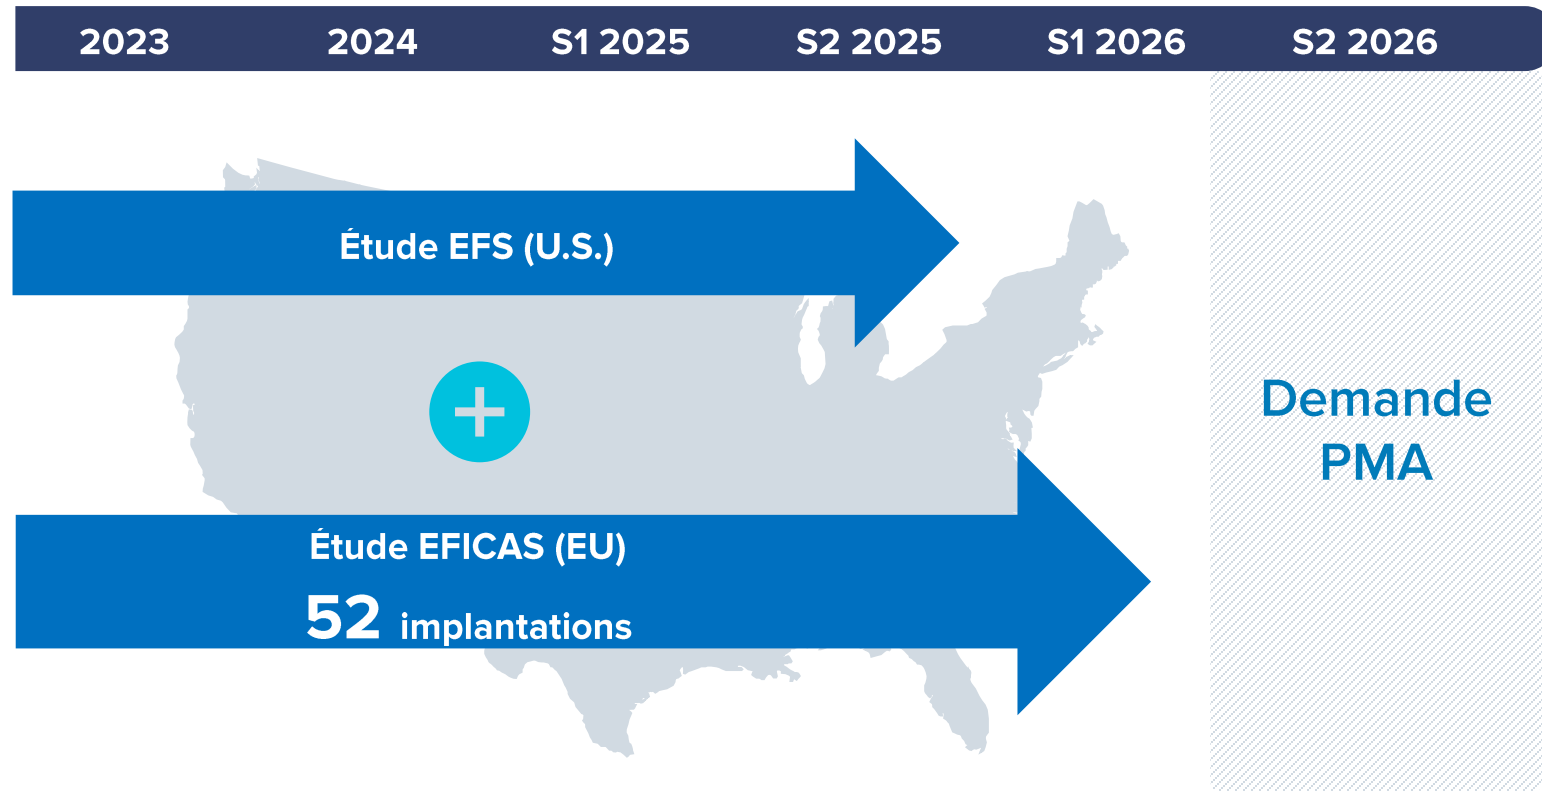 2023 2024 S1 2025 S2 2025 S1 2026 S2 2026
Étude EFS (U.S.)
+
Demande
PMA
Étude EFICAS (EU)
52 implantations